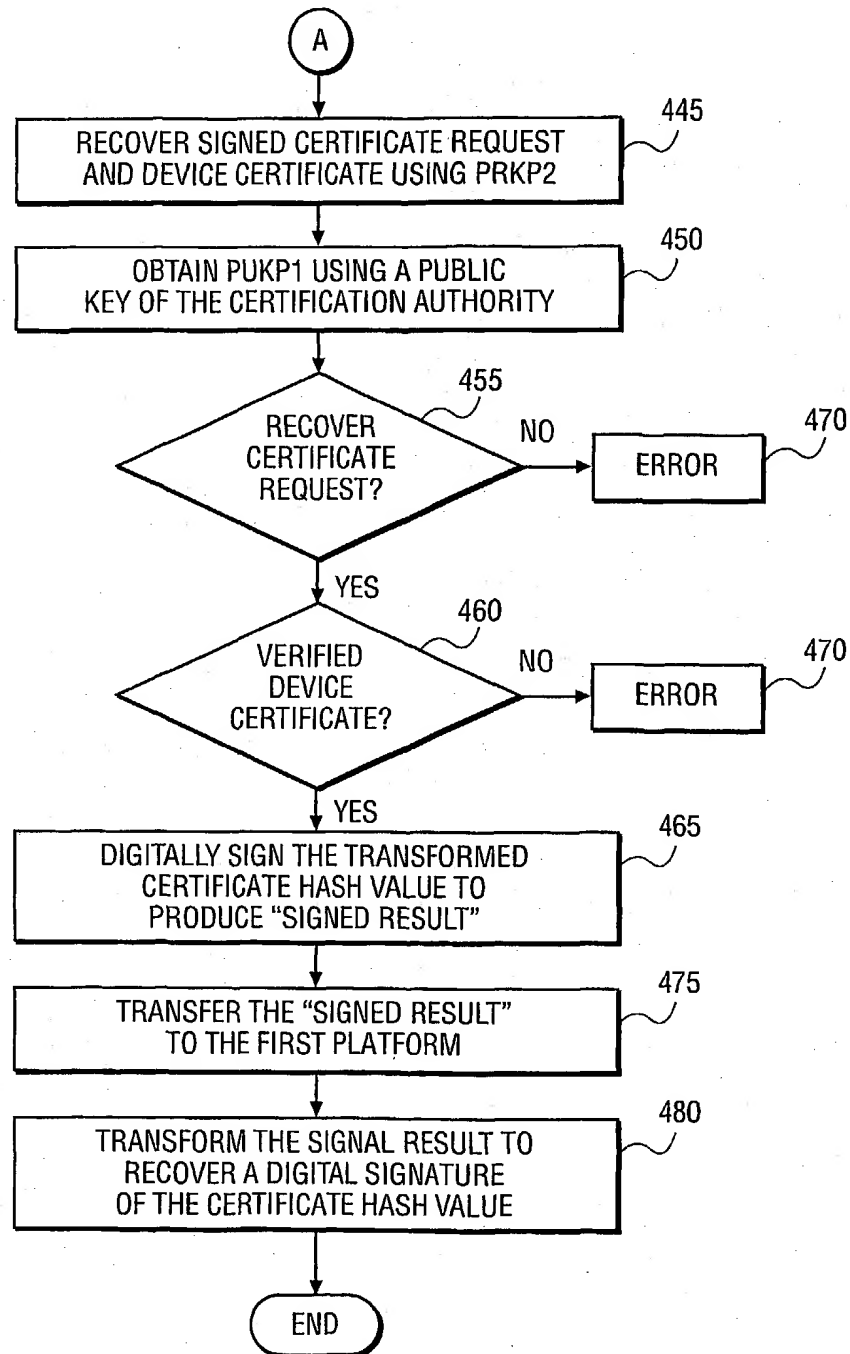 A
RECOVER SIGNED CERTIFICATE REQUEST
AND DEVICE CERTIFICATE USING PRKP2
445
OBTAIN PUKP1 USING A PUBLIC
KEY OF THE CERTIFICATION AUTHORITY
450
RECOVER
CERTIFICATE
REQUEST?
455
NO
ERROR
470
YES
VERIFIED
DEVICE
CERTIFICATE?
460
NO
ERROR
470
YES
DIGITALLY SIGN THE TRANSFORMED
CERTIFICATE HASH VALUE TO
PRODUCE “SIGNED RESULT”
465
TRANSFER THE “SIGNED RESULT”
TO THE FIRST PLATFORM
475
TRANSFORM THE SIGNAL RESULT TO
RECOVER A DIGITAL SIGNATURE
OF THE CERTIFICATE HASH VALUE
480
END